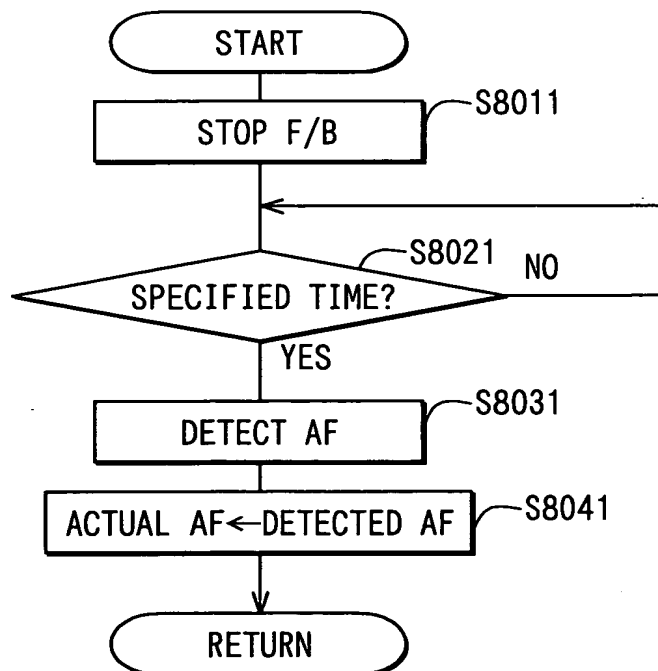 START
S8011
STOP F/B
S8021
NO
SPECIFIED TIME?
YES
S8031
DETECT AF
S8041
ACTUAL AF←DETECTED AF
RETURN